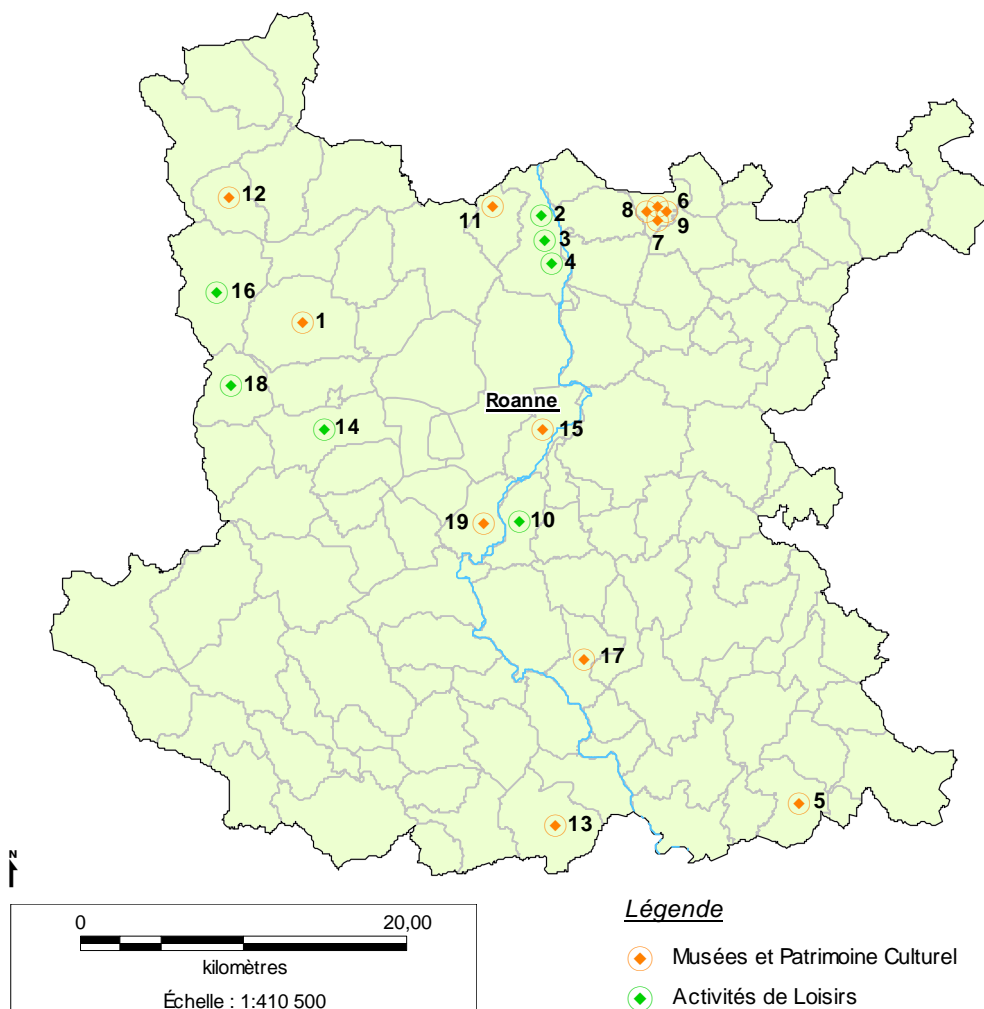 12
11
2
8
6
3
7
9
4
16
1
18
Roanne
14
15
19
10
17
5
13
N
0 20,00
kilomètres
Échelle : 1:410 500
Légende
Musées et Patrimoine Culturel
Activités de Loisirs